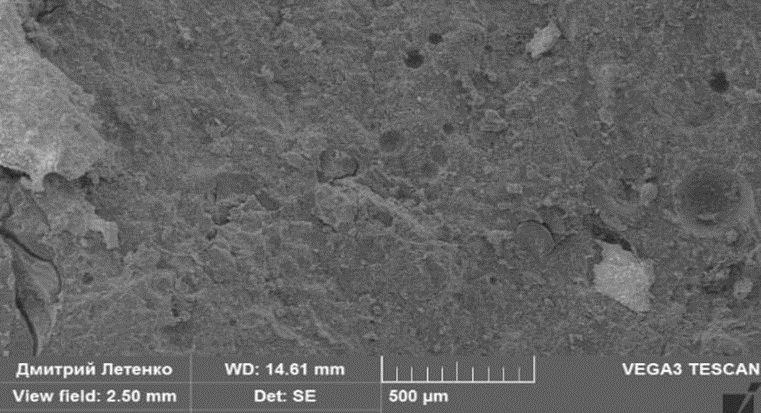 Дмитрий Летенко WD: 14.61 mm VEGA3 TESCAN
View field: 2.50 mm Det: SE 500 µm